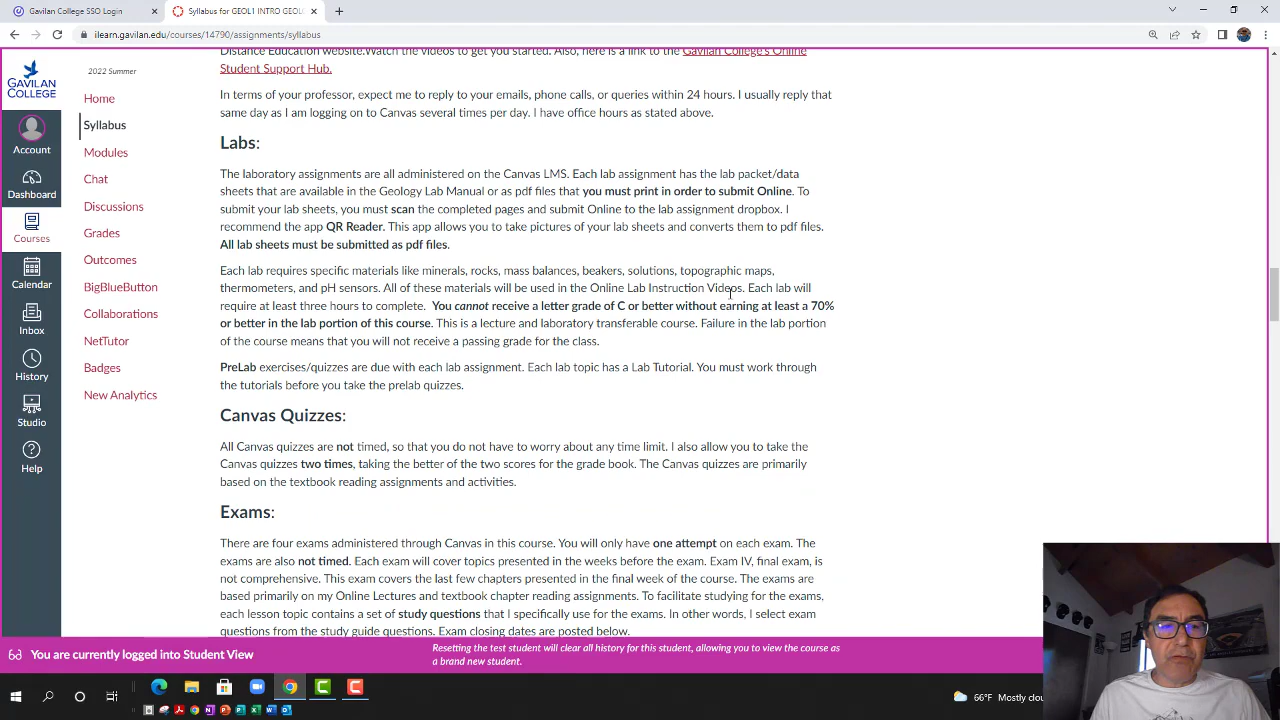 Gavilan College SSO Login
Syllabus for GEOL1 INTRO GEOL
ilearn.gavilan.edu/courses/14790/assignments/syllabus
GAVILAN
COLLEGE
Account
Dashboard
Courses
Calendar
Inbox
History
Studio
Help
2022 Summer
Home
Syllabus
Modules
Chat
Discussions
Grades
Outcomes
BigBlueButton
Collaborations
NetTutor
Badges
New Analytics
Distance Education website.Watch the videos to get you started. Also, here is a link to the Gavilan College's Online
Student Support Hub.
In terms of your professor, expect me to reply to your emails, phone calls, or queries within 24 hours. I usually reply that
same day as I am logging on to Canvas several times per day. I have office hours as stated above.
Labs:
The laboratory assignments are all administered on the Canvas LMS. Each lab assignment has the lab packet/data
sheets that are available in the Geology Lab Manual or as pdf files that you must print in order to submit Online. To
submit your lab sheets, you must scan the completed pages and submit Online to the lab assignment dropbox. I
recommend the app QR Reader. This app allows you to take pictures of your lab sheets and converts them to pdf files.
All lab sheets must be submitted as pdf files.
Each lab requires specific materials like minerals, rocks, mass balances, beakers, solutions, topographic maps,
thermometers, and pH sensors. All of these materials will be used in the Online Lab Instruction Videos. Each lab will
require at least three hours to complete. You cannot receive a letter grade of C or better without earning at least a 70%
or better in the lab portion of this course. This is a lecture and laboratory transferable course. Failure in the lab portion
of the course means that you will not receive a passing grade for the class.
PreLab exercises/quizzes are due with each lab assignment. Each lab topic has a Lab Tutorial. You must work through
the tutorials before you take the prelab quizzes.
Canvas Quizzes:
All Canvas quizzes are not timed, so that you do not have to worry about any time limit. I also allow you to take the
Canvas quizzes two times, taking the better of the two scores for the grade book. The Canvas quizzes are primarily
based on the textbook reading assignments and activities.
Exams:
There are four exams administered through Canvas in this course. You will only have one attempt on each exam. The
exams are also not timed. Each exam will cover topics presented in the weeks before the exam. Exam IV, final exam, is
not comprehensive. This exam covers the last few chapters presented in the final week of the course. The exams are
based primarily on my Online Lectures and textbook chapter reading assignments. To facilitate studying for the exams,
each lesson topic contains a set of study questions that I specifically use for the exams. In other words, I select exam
questions from the study guide questions. Exam closing dates are posted below.
You are currently logged into Student View
Resetting the test student will clear all history for this student, allowing you to view the course as
a brand new student.
66°F Mostly clou